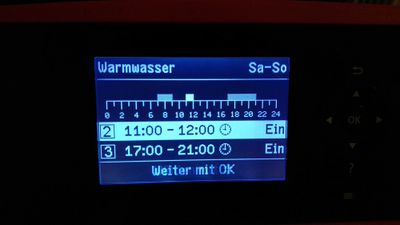 Warmwasser Sa-So
0 2 4 6 8 10 12 14 16 18 20 22 24
2 11:00 - 12:00 Ein
3 17:00 - 21:00 Ein
Weiter mit OK
OK
?